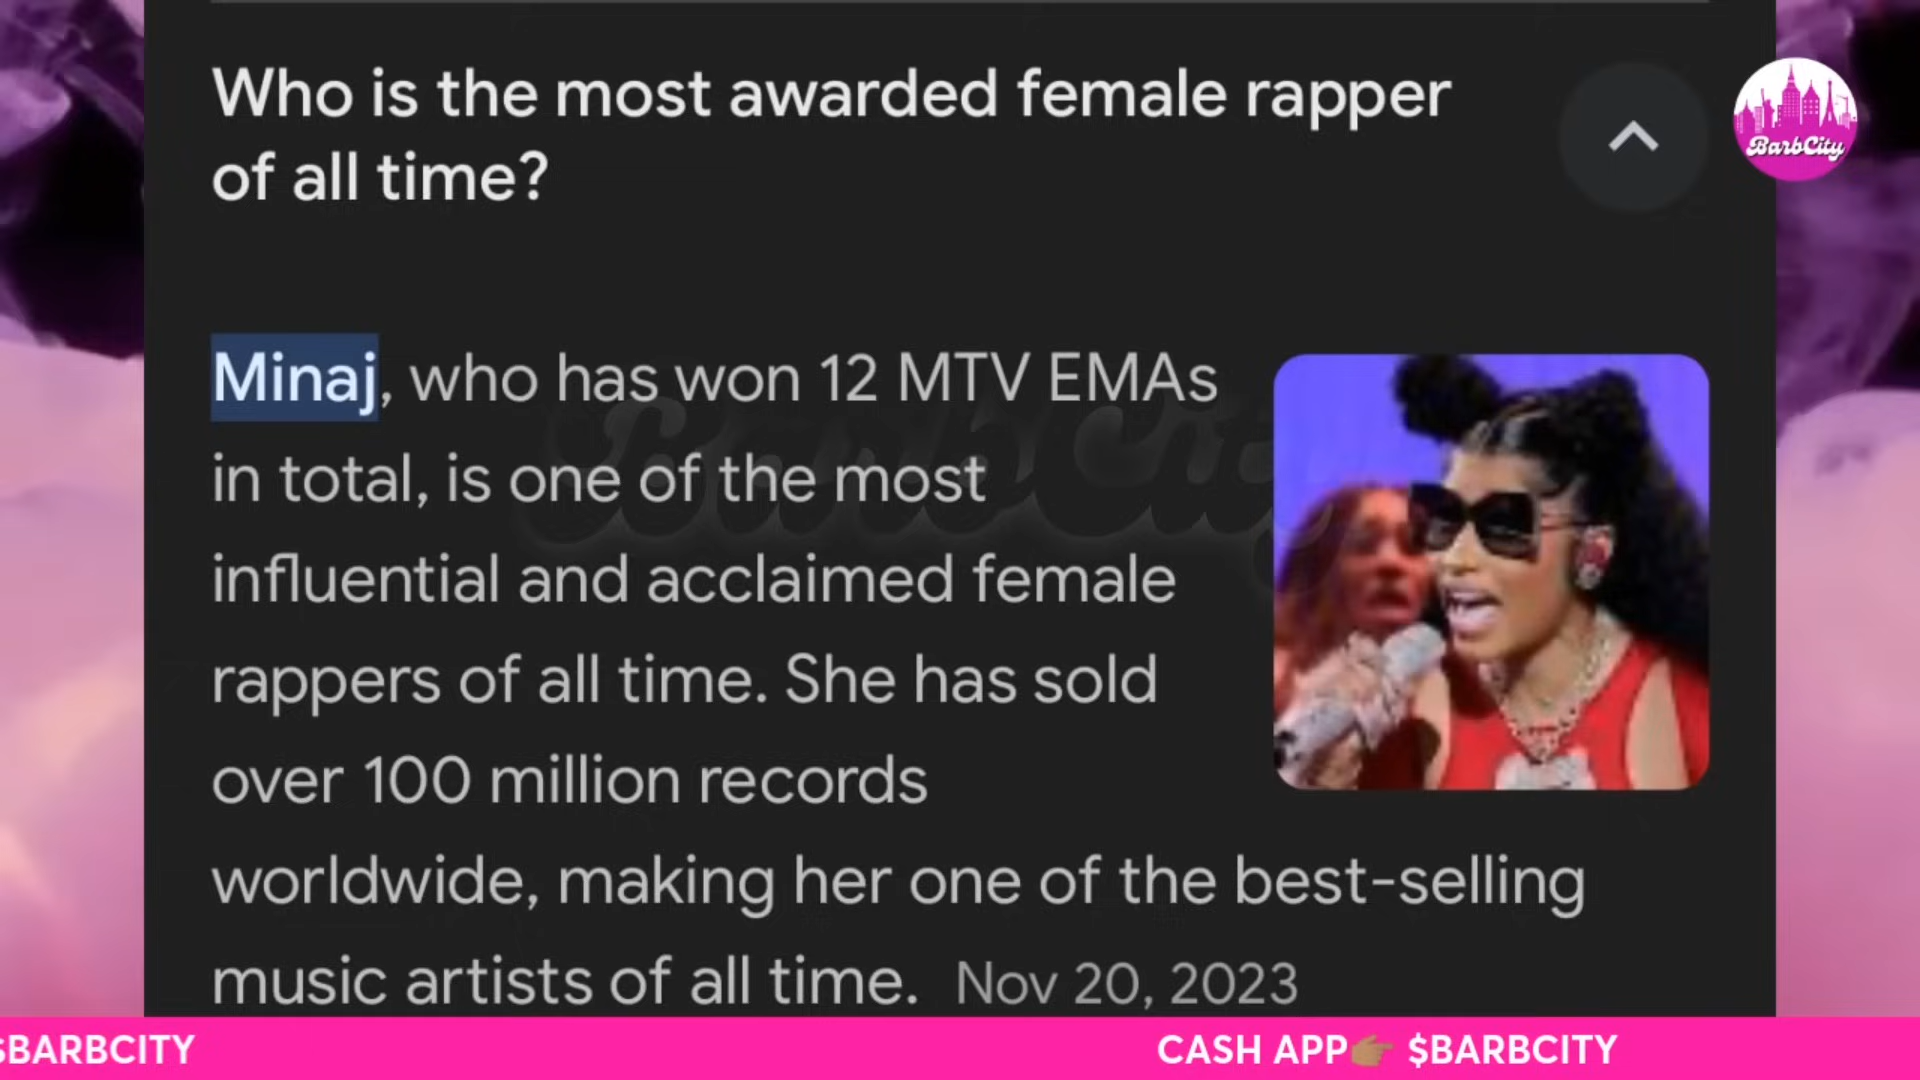 Who is the most awarded female rapper
of all time?
BarbCity
Minaj, who has won 12 MTV EMAs
in total, is one of the most
influential and acclaimed female
rappers of all time. She has sold
over 100 million records
worldwide, making her one of the best-selling
music artists of all time. Nov 20, 2023
BarbCity
$BARBCITY
CASH APP👉🏽 $BARBCITY